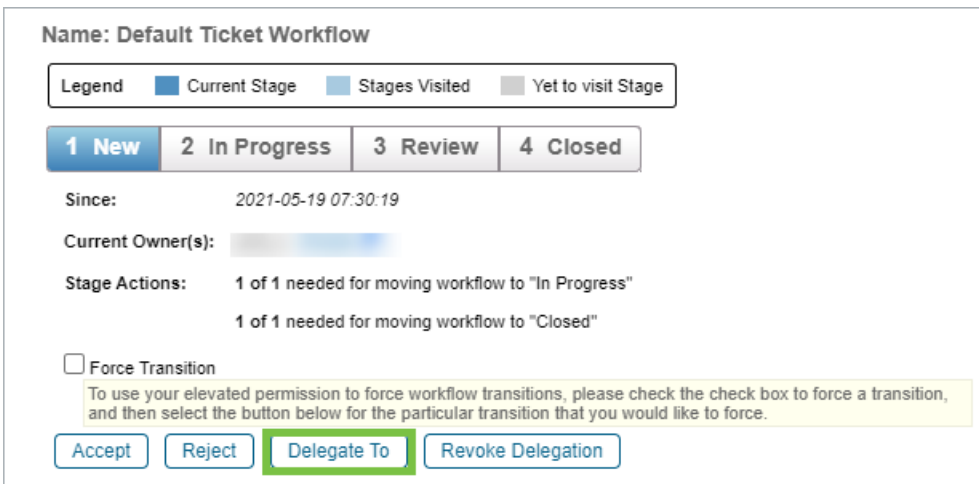 Name: Default Ticket Workflow
Legend Current Stage Stages Visited Yet to visit Stage
1 New 2 In Progress 3 Review 4 Closed
Since: 2021-05-19 07:30:19
Current Owner(s):
Stage Actions: 1 of 1 needed for moving workflow to "In Progress"
1 of 1 needed for moving workflow to "Closed"
Force Transition
To use your elevated permission to force workflow transitions, please check the check box to force a transition,
and then select the button below for the particular transition that you would like to force.
Accept Reject Delegate To Revoke Delegation